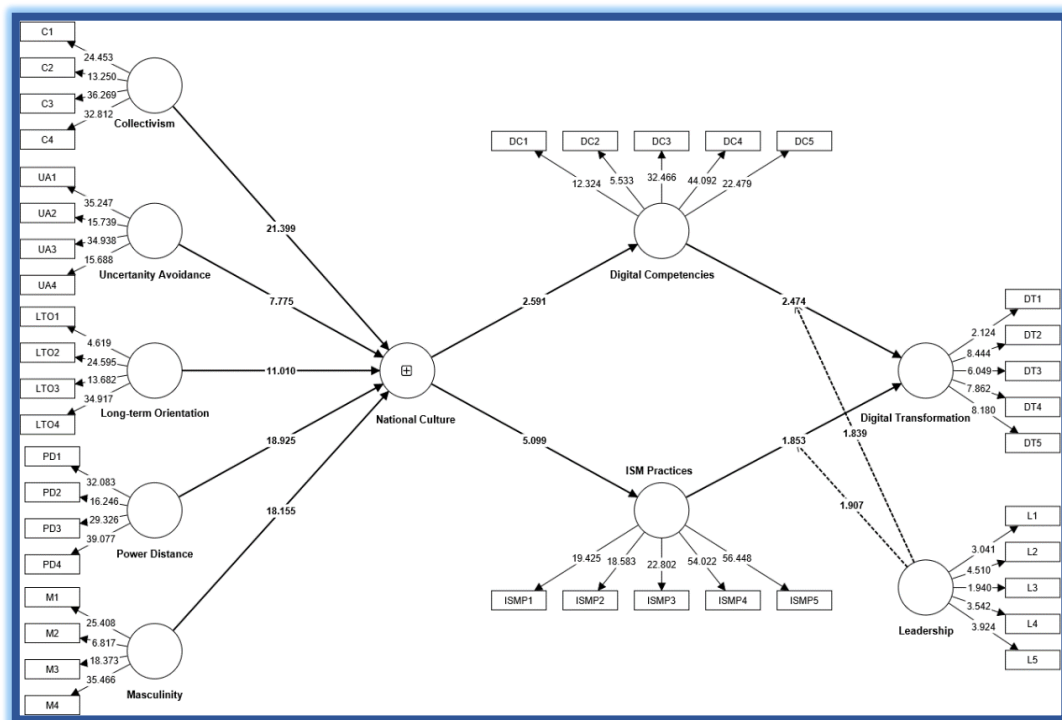 C1
24.453
C2
13.250
C3
36.269
C4
32.812
Collectivism
UA1
35.247
UA2
15.739
UA3
34.938
UA4
15.688
Uncertanity Avoidance
LTO1
4.619
LTO2
24.595
LTO3
13.682
LTO4
34.917
Long-term Orientation
PD1
32.083
PD2
16.246
PD3
29.326
PD4
39.077
Power Distance
M1
25.408
M2
6.817
M3
18.373
M4
35.466
Masculinity
21.399
7.775
11.010
18.925
18.155
National Culture
2.591
5.099
DC1
DC2
DC3
DC4
DC5
12.324
5.533
32.466
44.092
22.479
Digital Competencies
ISM Practices
19.425
18.583
22.802
54.022
56.448
ISMP1
ISMP2
ISMP3
ISMP4
ISMP5
2.474
1.853
1.839
1.907
Digital Transformation
DT1
2.124
DT2
8.444
DT3
6.049
DT4
7.862
DT5
8.180
L1
3.041
L2
4.510
L3
1.940
L4
3.542
L5
3.924
Leadership